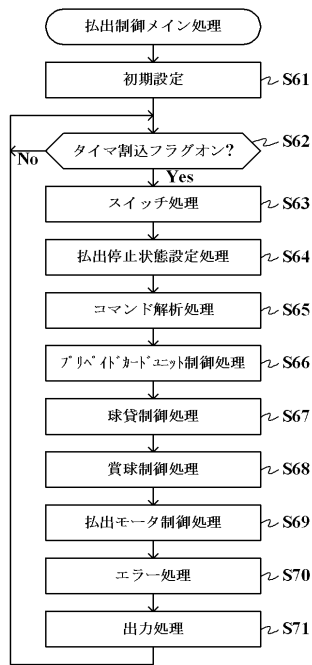 払出制御メイン処理
初期設定 S61
タイマ割込フラグオン? S62
No
Yes
スイッチ処理 S63
払出停止状態設定処理 S64
コマンド解析処理 S65
プリペイドカードユニット制御処理 S66
球貸制御処理 S67
賞球制御処理 S68
払出モータ制御処理 S69
エラー処理 S70
出力処理 S71